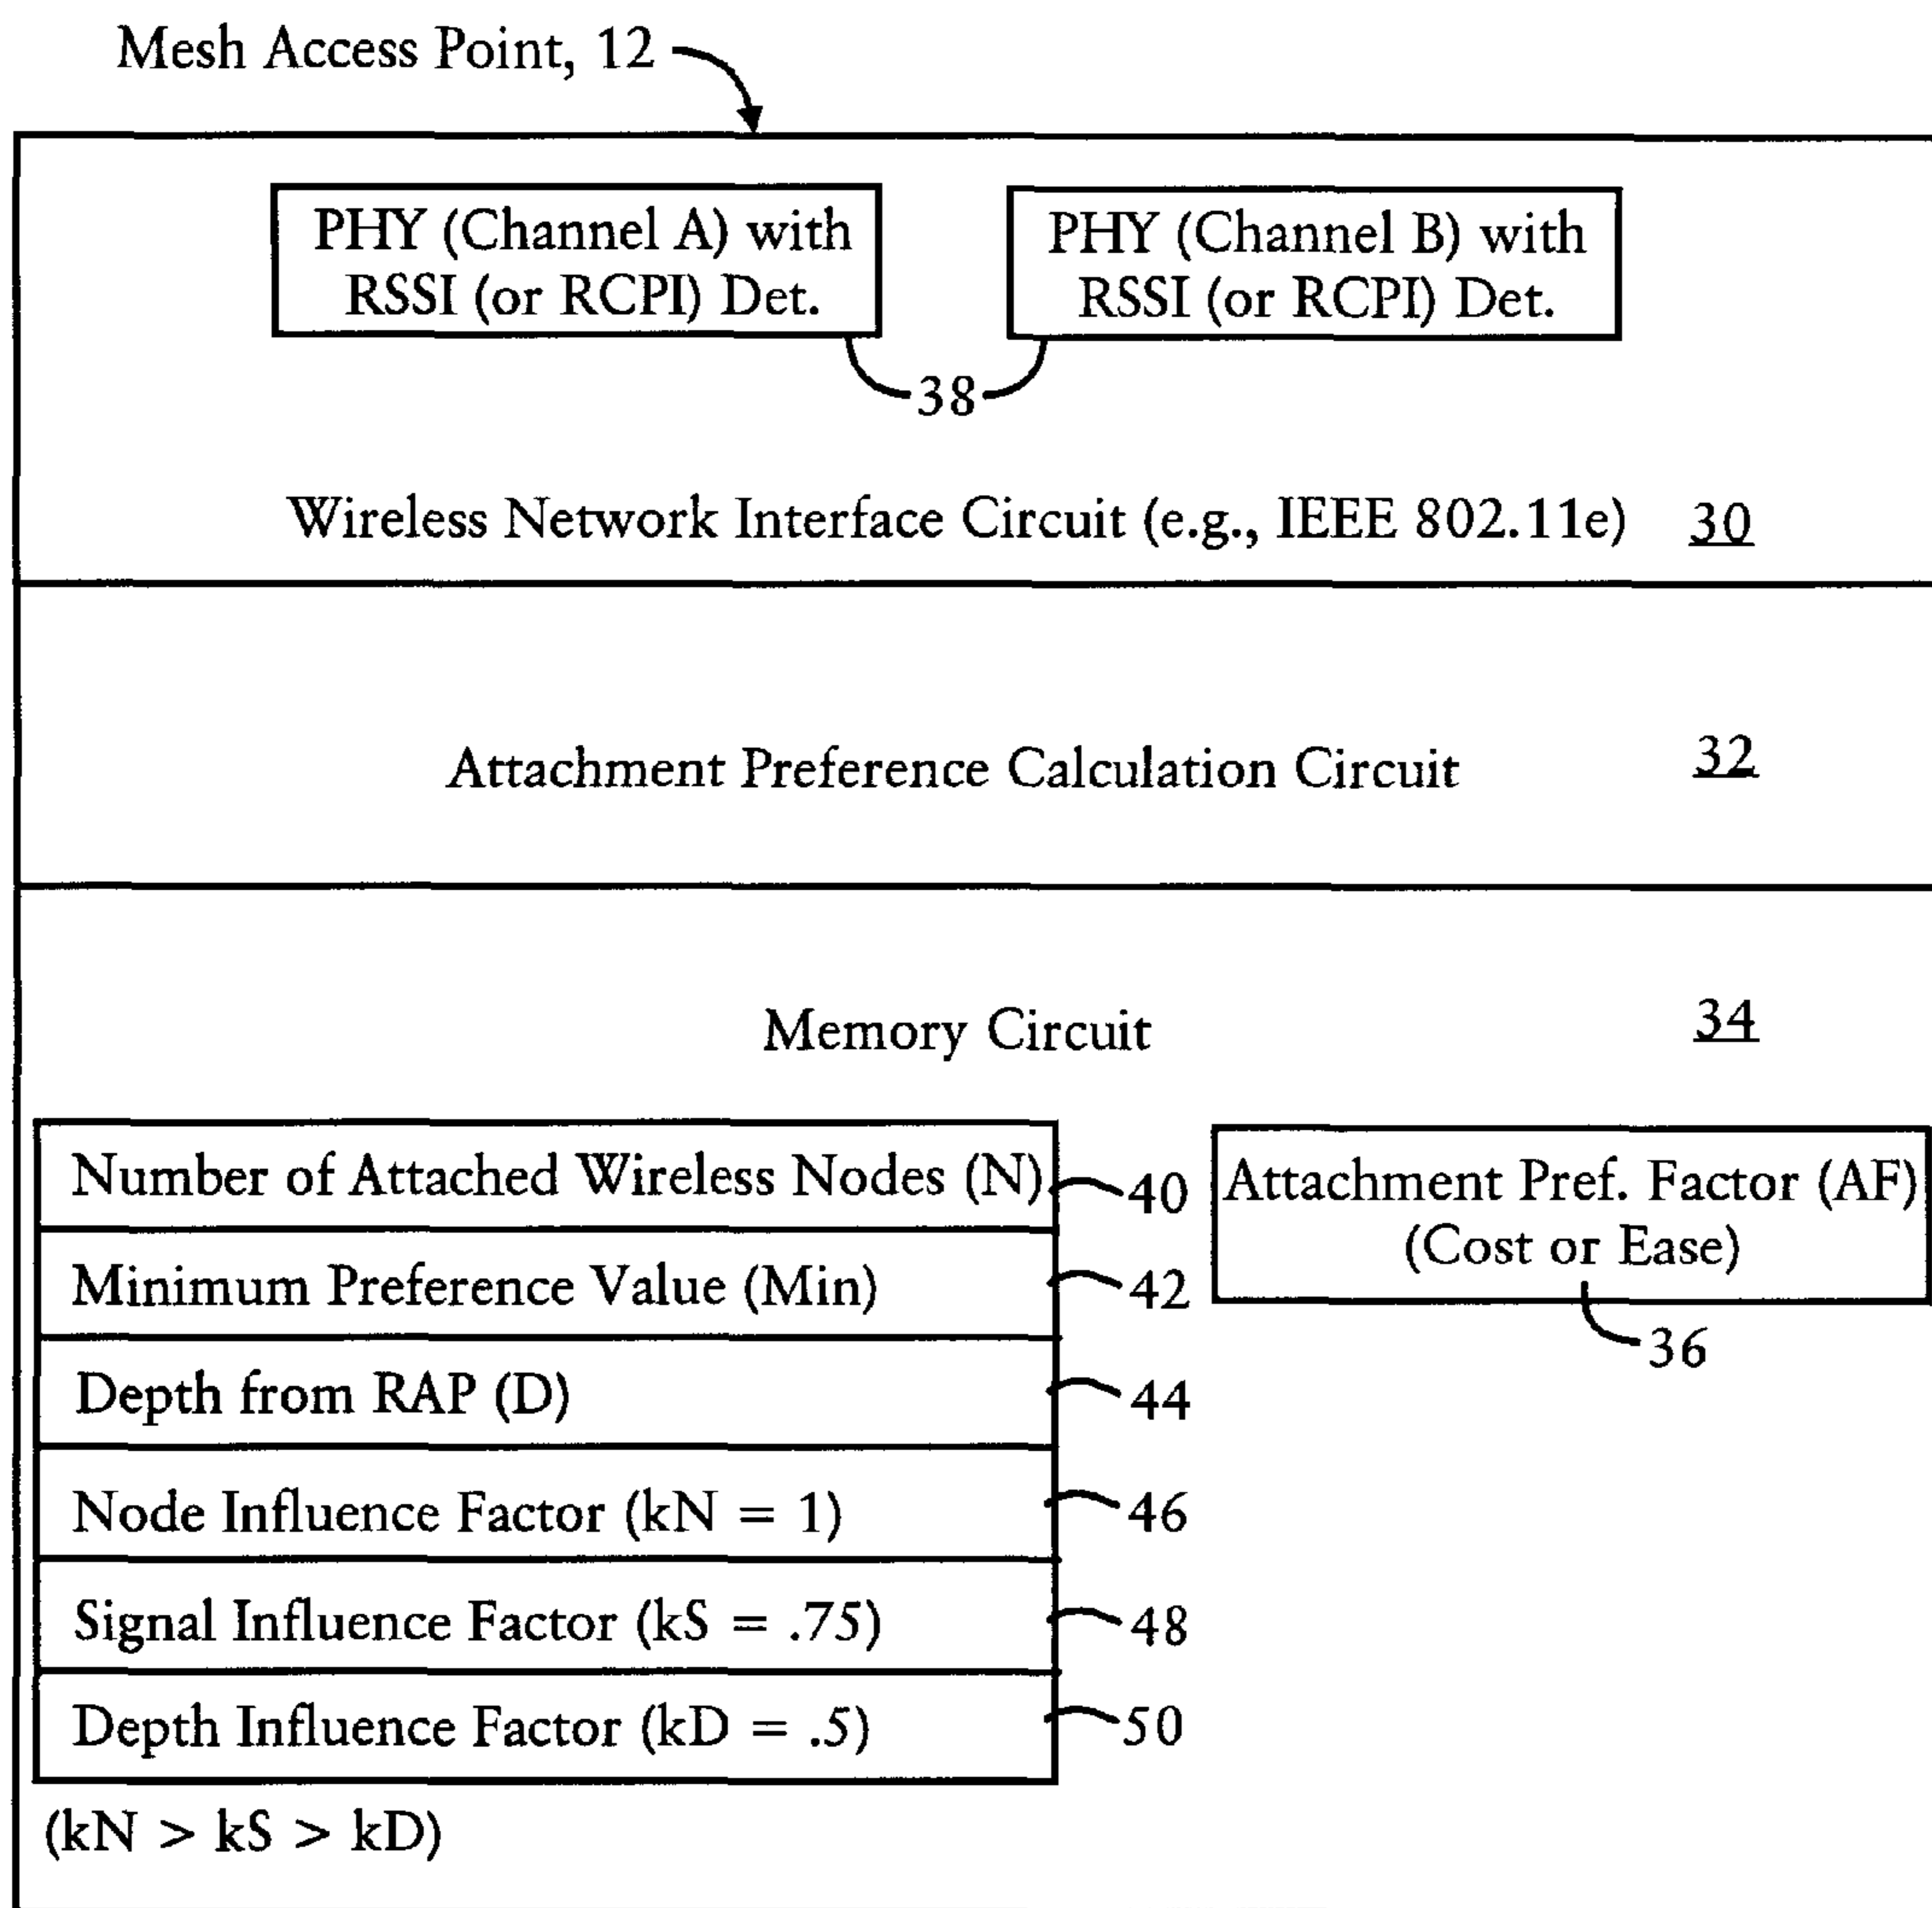 Mesh Access Point, 12
PHY (Channel A) with
RSSI (or RCPI) Det.
PHY (Channel B) with
RSSI (or RCPI) Det.
38
Wireless Network Interface Circuit (e.g., IEEE 802.11e) 30
Attachment Preference Calculation Circuit 32
Memory Circuit 34
Number of Attached Wireless Nodes (N) 40
Minimum Preference Value (Min) 42
Depth from RAP (D) 44
Node Influence Factor (kN = 1) 46
Signal Influence Factor (kS = .75) 48
Depth Influence Factor (kD = .5) 50
(kN > kS > kD)
Attachment Pref. Factor (AF)
(Cost or Ease)
36